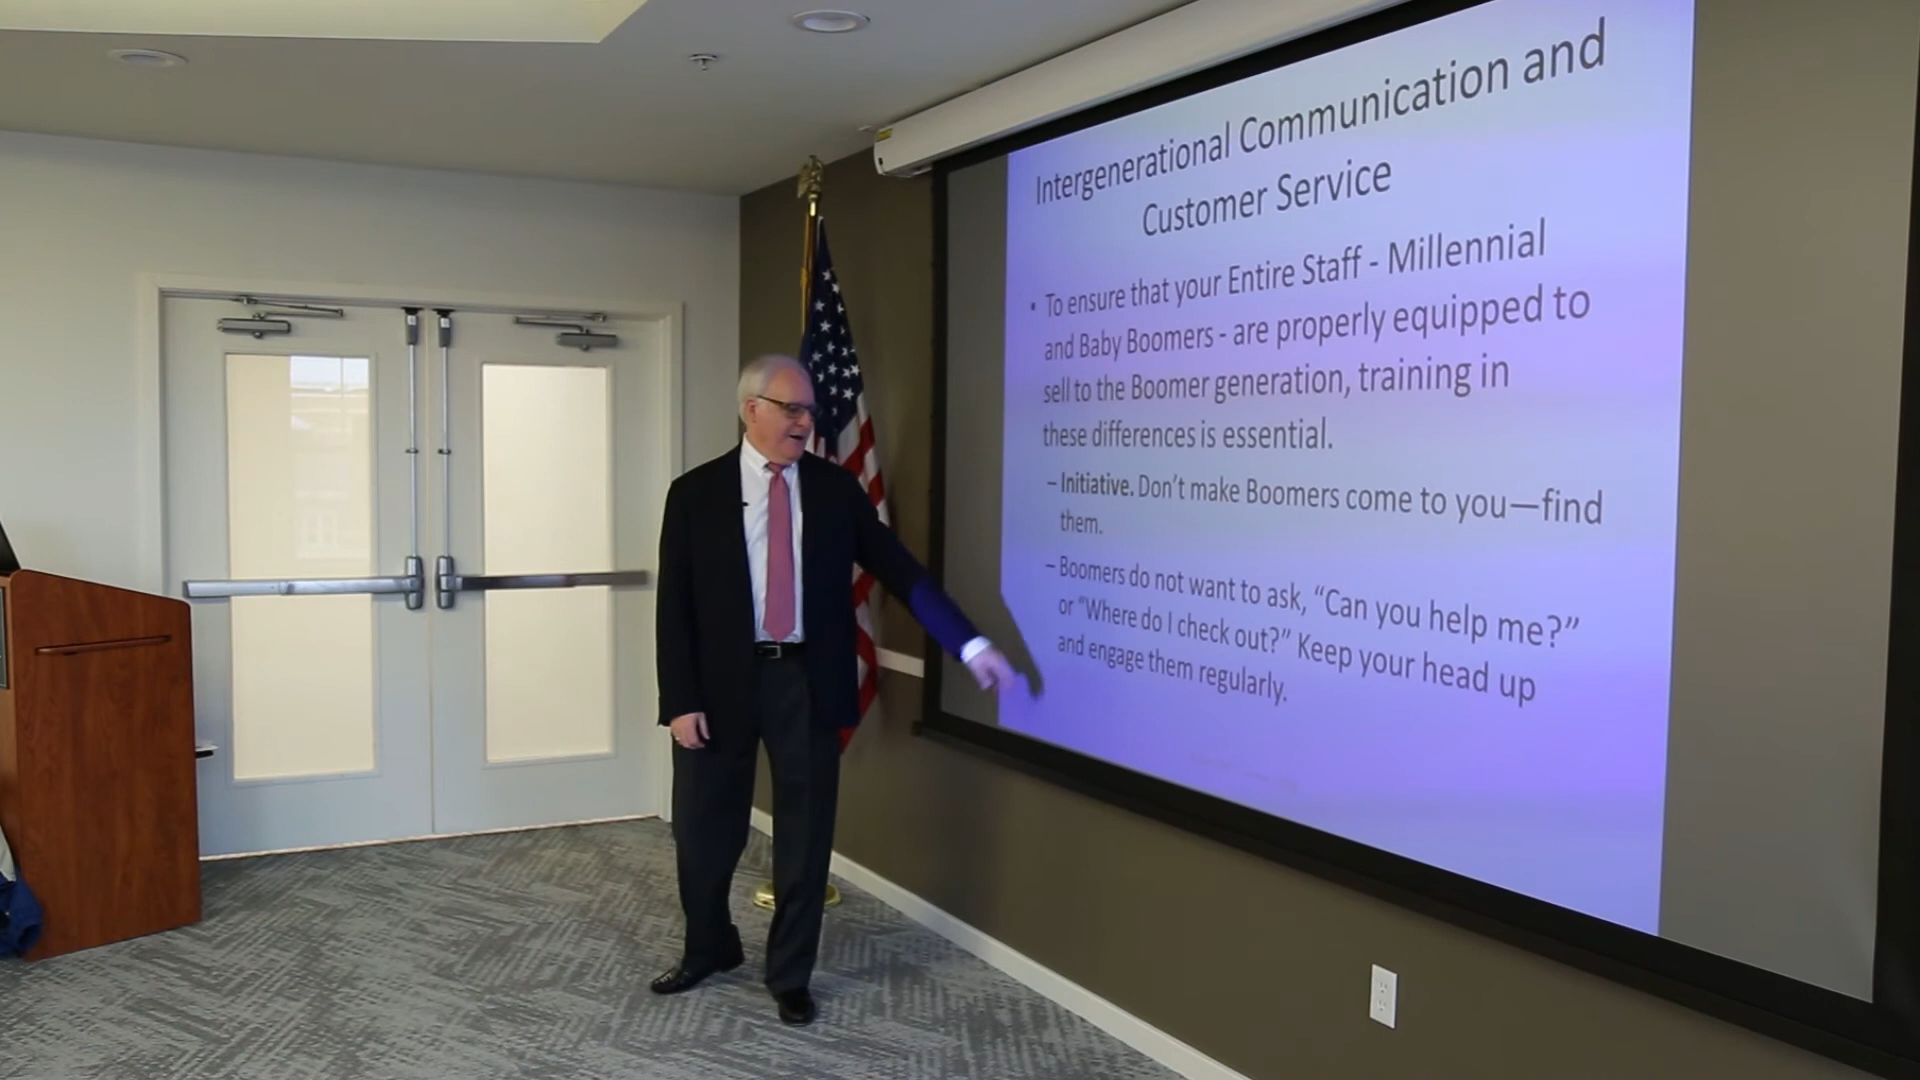 Intergenerational Communication and
Customer Service
• To ensure that your Entire Staff - Millennial
and Baby Boomers - are properly equipped to
sell to the Boomer generation, training in
these differences is essential.
– Initiative. Don't make Boomers come to you—find
them.
– Boomers do not want to ask, “Can you help me?”
or “Where do I check out?” Keep your head up
and engage them regularly.